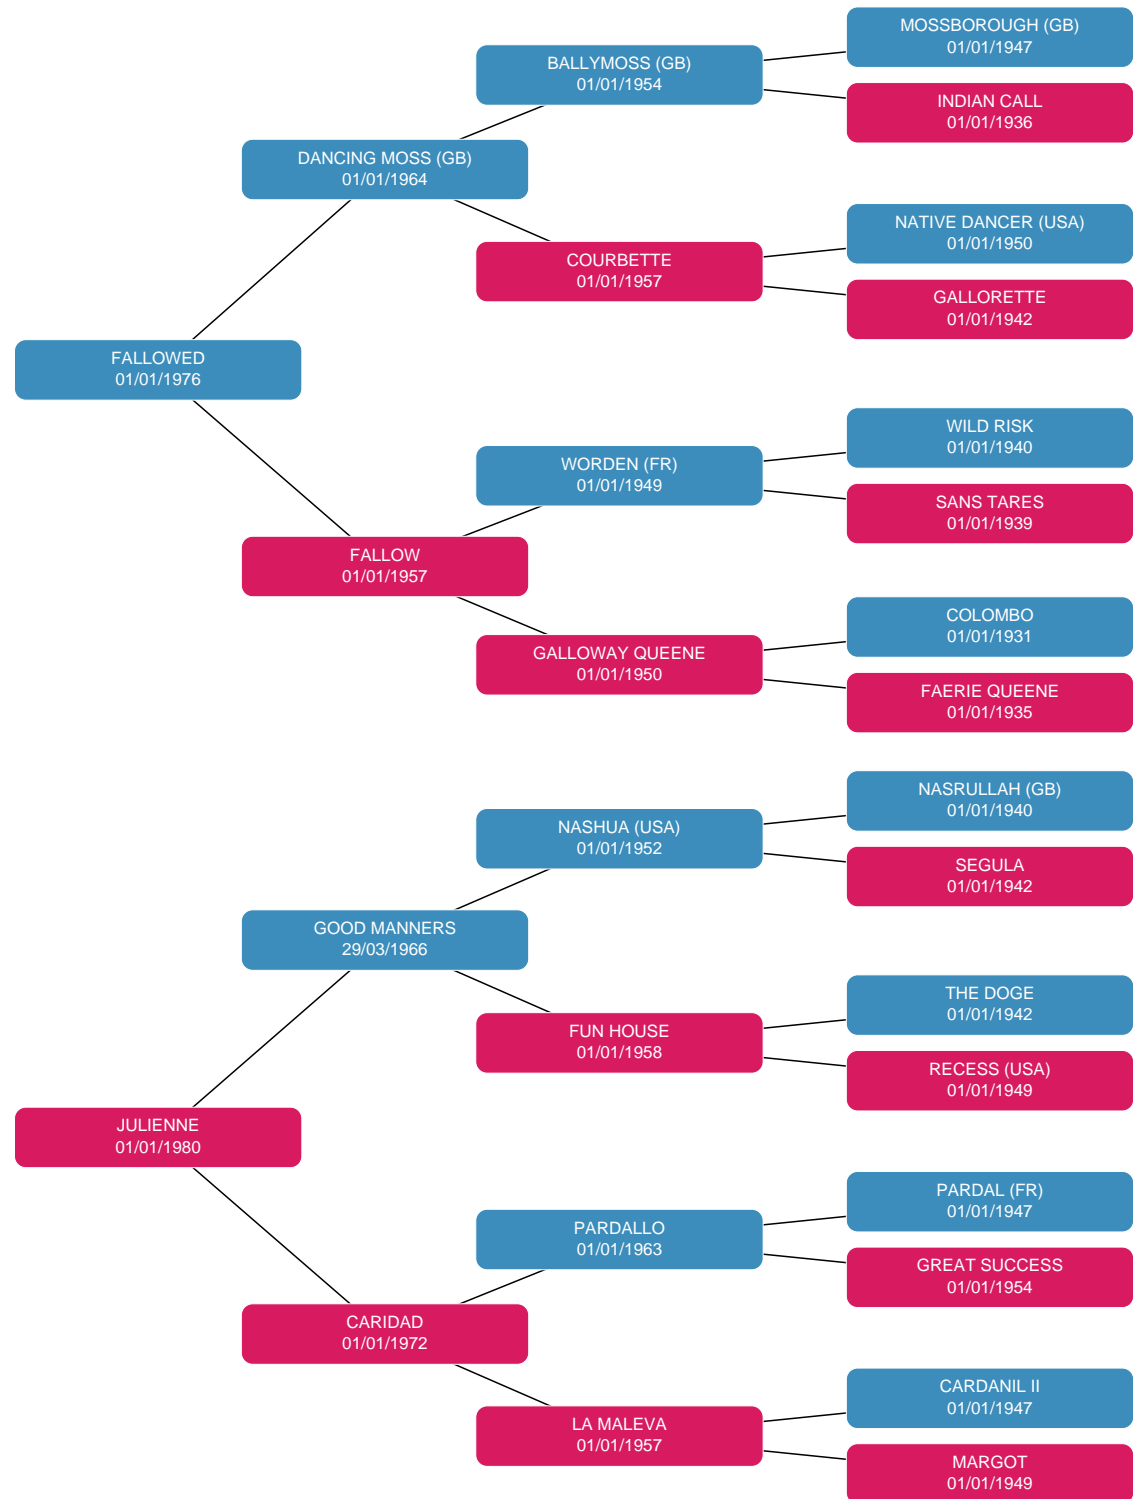 MOSSBOROUGH (GB)
01/01/1947
BALLYMOSS (GB)
01/01/1954
INDIAN CALL
01/01/1936
DANCING MOSS (GB)
01/01/1964
NATIVE DANCER (USA)
01/01/1950
COURBETTE
01/01/1957
GALLORETTE
01/01/1942
FALLOWED
01/01/1976
WILD RISK
01/01/1940
WORDEN (FR)
01/01/1949
SANS TARES
01/01/1939
FALLOW
01/01/1957
COLOMBO
01/01/1931
GALLOWAY QUEENE
01/01/1950
FAERIE QUEENE
01/01/1935
NASRULLAH (GB)
01/01/1940
NASHUA (USA)
01/01/1952
SEGULA
01/01/1942
GOOD MANNERS
29/03/1966
THE DOGE
01/01/1942
FUN HOUSE
01/01/1958
RECESS (USA)
01/01/1949
JULIENNE
01/01/1980
PARDAL (FR)
01/01/1947
PARDALLO
01/01/1963
GREAT SUCCESS
01/01/1954
CARIDAD
01/01/1972
CARDANIL II
01/01/1947
LA MALEVA
01/01/1957
MARGOT
01/01/1949